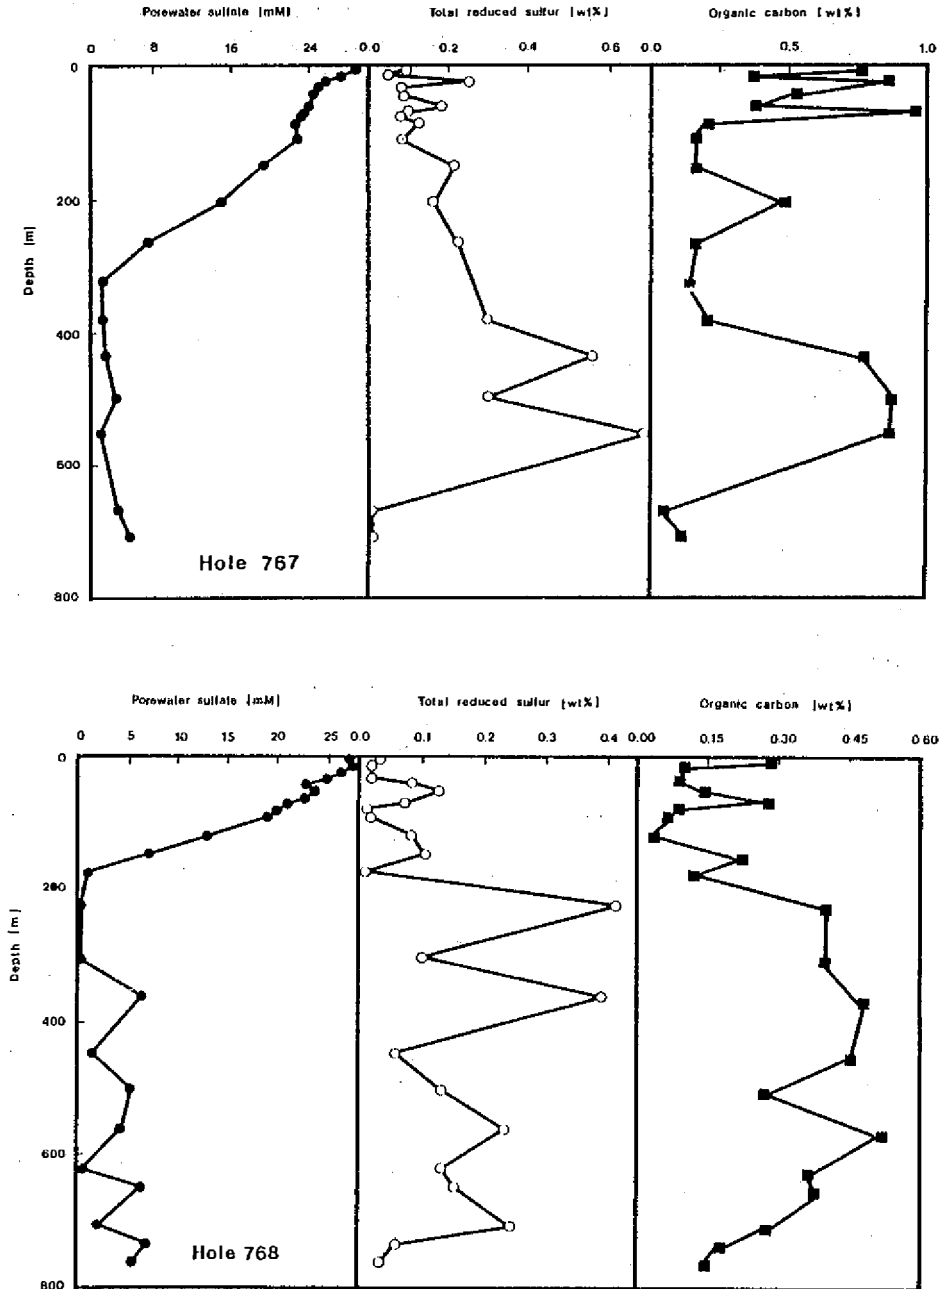 Porewater sulfate [mM] Total reduced sulfur [wt%] Organic carbon [wt%]
0 8 16 24 0.0 0.2 0.4 0.6 0.0 0.5 1.0
0
200
Depth [m]
400
600
Hole 767
800
Porewater sulfate [mM] Total reduced sulfur [wt%] Organic carbon [wt%]
0 5 10 15 20 25 0.0 0.1 0.2 0.3 0.4 0.00 0.15 0.30 0.45 0.60
0
200
Depth [m]
400
600
Hole 768
800